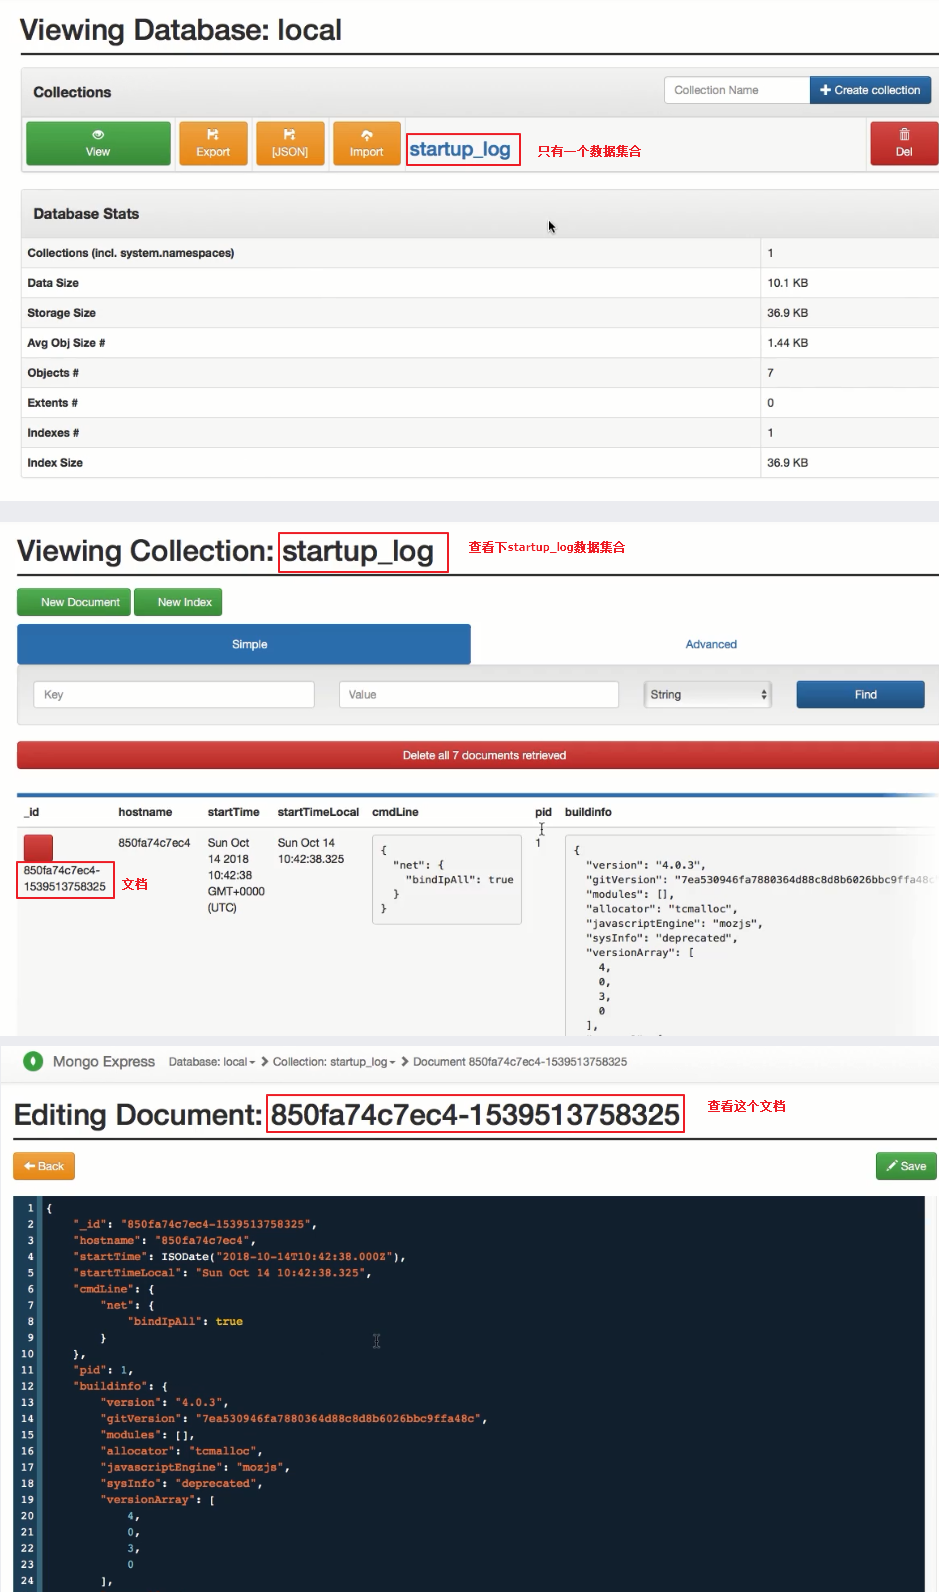 Viewing Database: local
Collections
Collection Name
Create collection
View
Export
[JSON]
Import
startup_log
只有一个数据集合
Del
Database Stats
Collections (incl. system.namespaces) 1
Data Size 10.1 KB
Storage Size 36.9 KB
Avg Obj Size # 1.44 KB
Objects # 7
Extents # 0
Indexes # 1
Index Size 36.9 KB
Viewing Collection: startup_log
查看下startup_log数据集合
New Document
New Index
Simple
Advanced
Key
Value
String
Find
Delete all 7 documents retrieved
_id hostname startTime startTimeLocal cmdLine pid buildinfo
850fa74c7ec4-
1539513758325
文档
850fa74c7ec4
Sun Oct
14 2018
10:42:38
GMT+0000
(UTC)
Sun Oct 14
10:42:38.325
{
"net": {
"bindIpAll": true
}
}
1
{
"version": "4.0.3",
"gitVersion": "7ea530946fa7880364d88c8d8b6026bbc9ffa48c"
"modules": [],
"allocator": "tcmalloc",
"javascriptEngine": "mozjs",
"sysInfo": "deprecated",
"versionArray": [
4,
0,
3,
0
],
Mongo Express
Database: local
Collection: startup_log
Document 850fa74c7ec4-1539513758325
Editing Document: 850fa74c7ec4-1539513758325
查看这个文档
Back
Save
1 {
2 "_id": "850fa74c7ec4-1539513758325",
3 "hostname": "850fa74c7ec4",
4 "startTime": ISODate("2018-10-14T10:42:38.000Z"),
5 "startTimeLocal": "Sun Oct 14 10:42:38.325",
6 "cmdLine": {
7 "net": {
8 "bindIpAll": true
9 }
10 },
11 "pid": 1,
12 "buildinfo": {
13 "version": "4.0.3",
14 "gitVersion": "7ea530946fa7880364d88c8d8b6026bbc9ffa48c",
15 "modules": [],
16 "allocator": "tcmalloc",
17 "javascriptEngine": "mozjs",
18 "sysInfo": "deprecated",
19 "versionArray": [
20 4,
21 0,
22 3,
23 0
24 ],